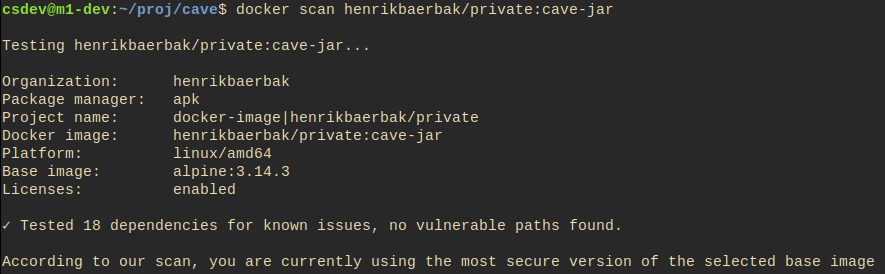 csdev@m1-dev:~/proj/cave$ docker scan henrikbaerbak/private:cave-jar
Testing henrikbaerbak/private:cave-jar...
Organization:      henrikbaerbak
Package manager:   apk
Project name:      docker-image|henrikbaerbak/private
Docker image:      henrikbaerbak/private:cave-jar
Platform:          linux/amd64
Base image:        alpine:3.14.3
Licenses:          enabled
✓ Tested 18 dependencies for known issues, no vulnerable paths found.
According to our scan, you are currently using the most secure version of the selected base image